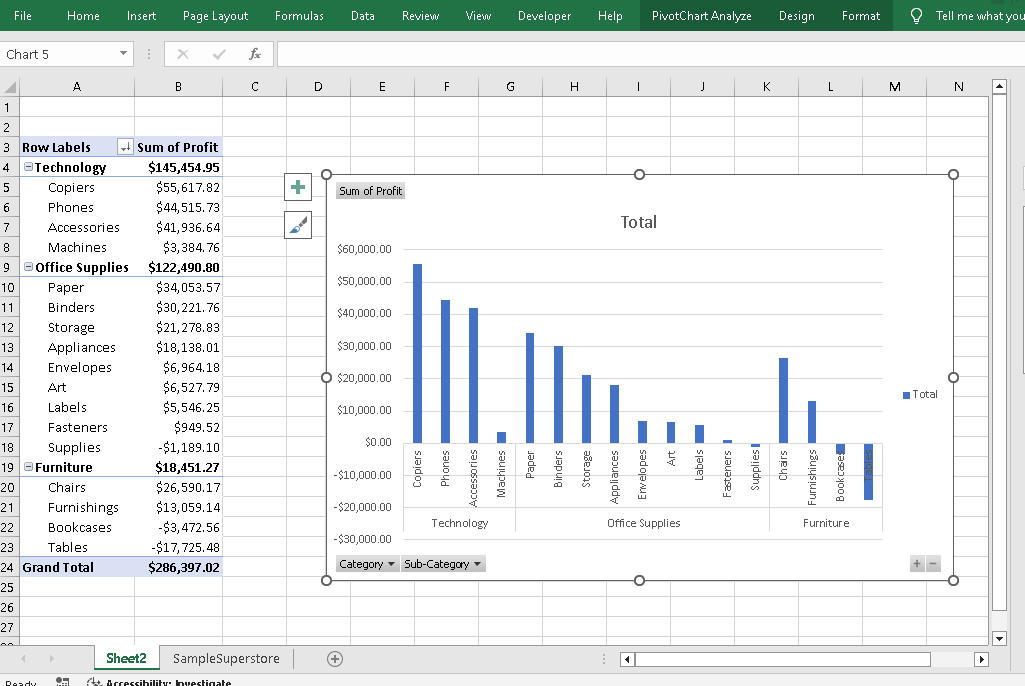 File Home Insert Page Layout Formulas Data Review View Developer Help PivotChart Analyze Design Format Tell me what you
Chart 5 fx
A B C D E F G H I J K L M N
1
2
3 Row Labels Sum of Profit
4 Technology $145,454.95
5 Copiers $55,617.82
6 Phones $44,515.73
7 Accessories $41,936.64
8 Machines $3,384.76
9 Office Supplies $122,490.80
10 Paper $34,053.57
11 Binders $30,221.76
12 Storage $21,278.83
13 Appliances $18,138.01
14 Envelopes $6,964.18
15 Art $6,527.79
16 Labels $5,546.25
17 Fasteners $949.52
18 Supplies -$1,189.10
19 Furniture $18,451.27
20 Chairs $26,590.17
21 Furnishings $13,059.14
22 Bookcases -$3,472.56
23 Tables -$17,725.48
24 Grand Total $286,397.02
25
26
27
Sum of Profit
Total
$60,000.00
$50,000.00
$40,000.00
$30,000.00
$20,000.00
$10,000.00
$0.00
-$10,000.00
-$20,000.00
-$30,000.00
Copiers
Phones
Accessories
Machines
Paper
Binders
Storage
Appliances
Envelopes
Art
Labels
Fasteners
Supplies
Chairs
Furnishings
Bookcases
Tables
Technology Office Supplies Furniture
Total
Category Sub-Category + −
Sheet2 SampleSuperstore
Ready Accessibility: Investigate